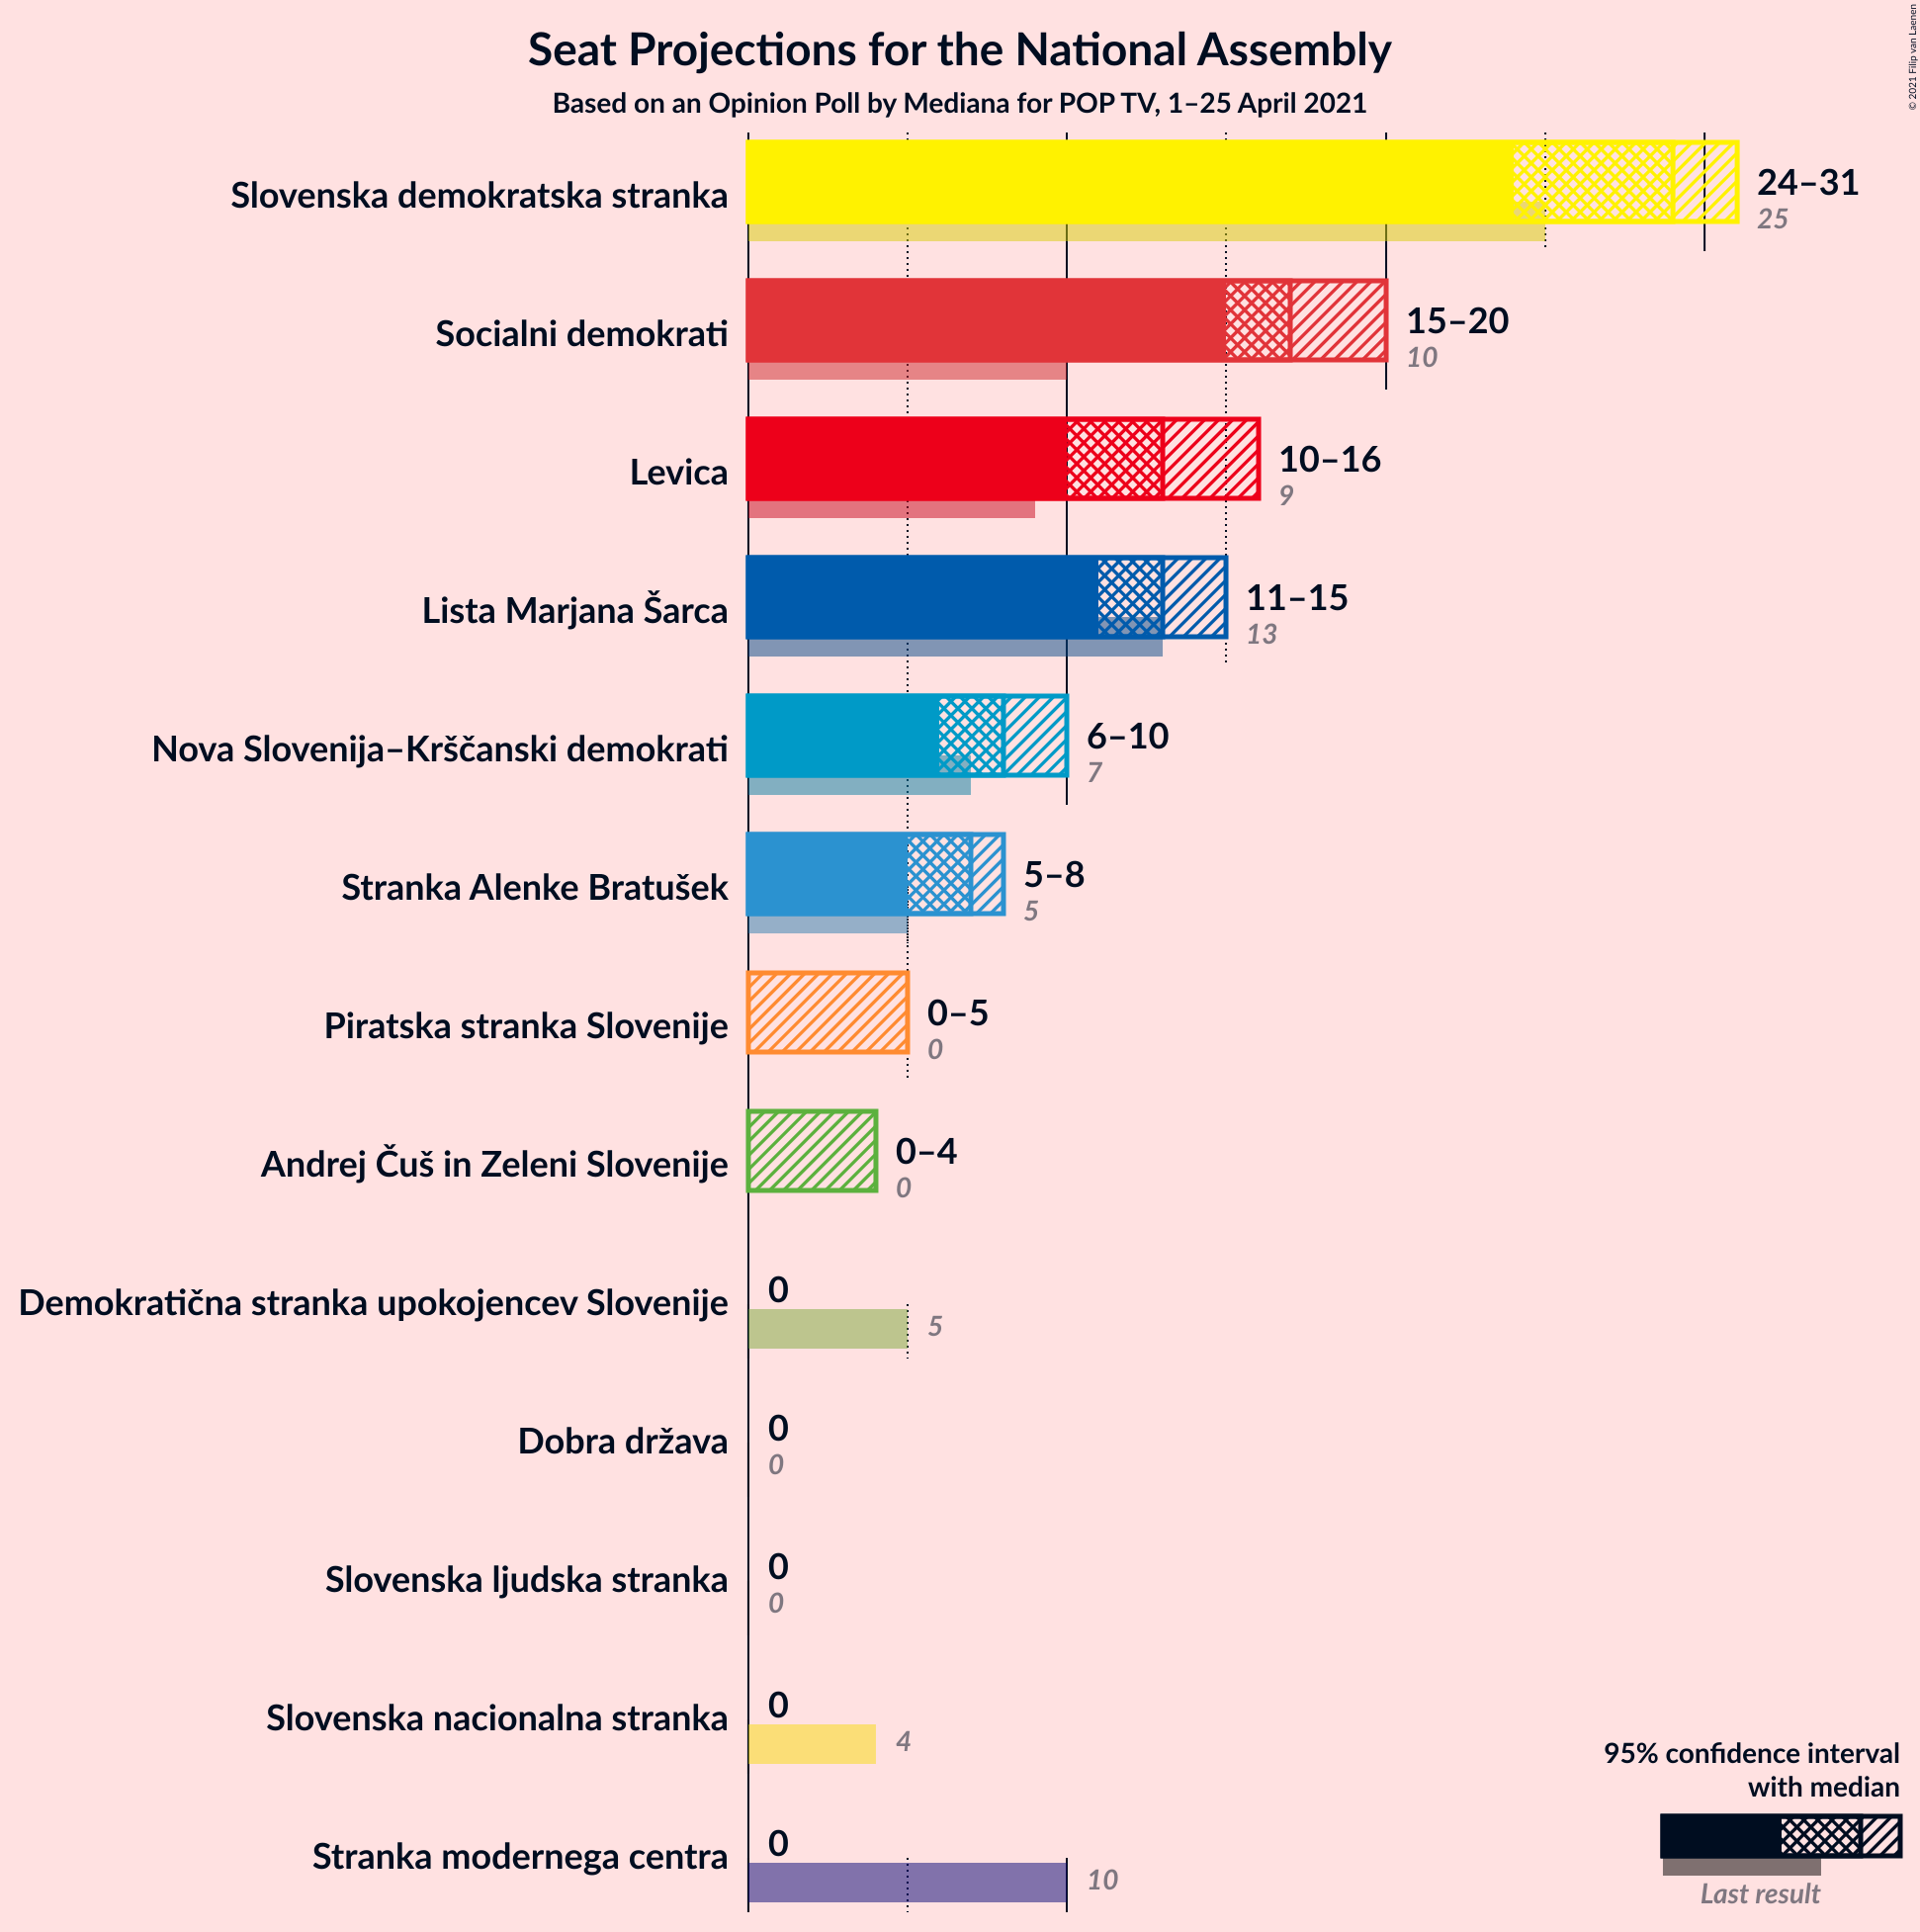 Seat Projections for the National Assembly
Based on an Opinion Poll by Mediana for POP TV, 1–25 April 2021
© 2021 Filip van Laenen
Slovenska demokratska stranka
24–31
25
Socialni demokrati
15–20
10
Levica
10–16
9
Lista Marjana Šarca
11–15
13
Nova Slovenija–Krščanski demokrati
6–10
7
Stranka Alenke Bratušek
5–8
5
Piratska stranka Slovenije
0–5
0
Andrej Čuš in Zeleni Slovenije
0–4
0
Demokratična stranka upokojencev Slovenije
0
5
Dobra država
0
0
Slovenska ljudska stranka
0
0
Slovenska nacionalna stranka
0
4
Stranka modernega centra
0
10
95% confidence interval
with median
Last result